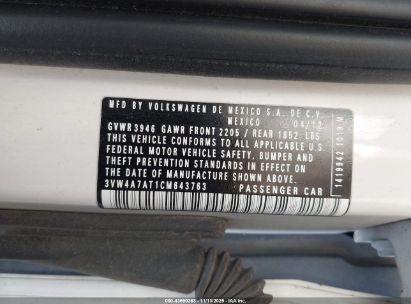 MFD BY VOLKSWAGEN DE MEXICO S.A. DE C.V.
MEXICO 04/12
GVWR 3946 GAWR FRONT 2205 / REAR 1852 LBS
THIS VEHICLE CONFORMS TO ALL APPLICABLE U.S.
FEDERAL MOTOR VEHICLE SAFETY, BUMPER AND
THEFT PREVENTION STANDARDS IN EFFECT ON
THE DATE OF MANUFACTURE SHOWN ABOVE.
3VW4A7AT1CM643763 PASSENGER CAR
1419942 1019 M